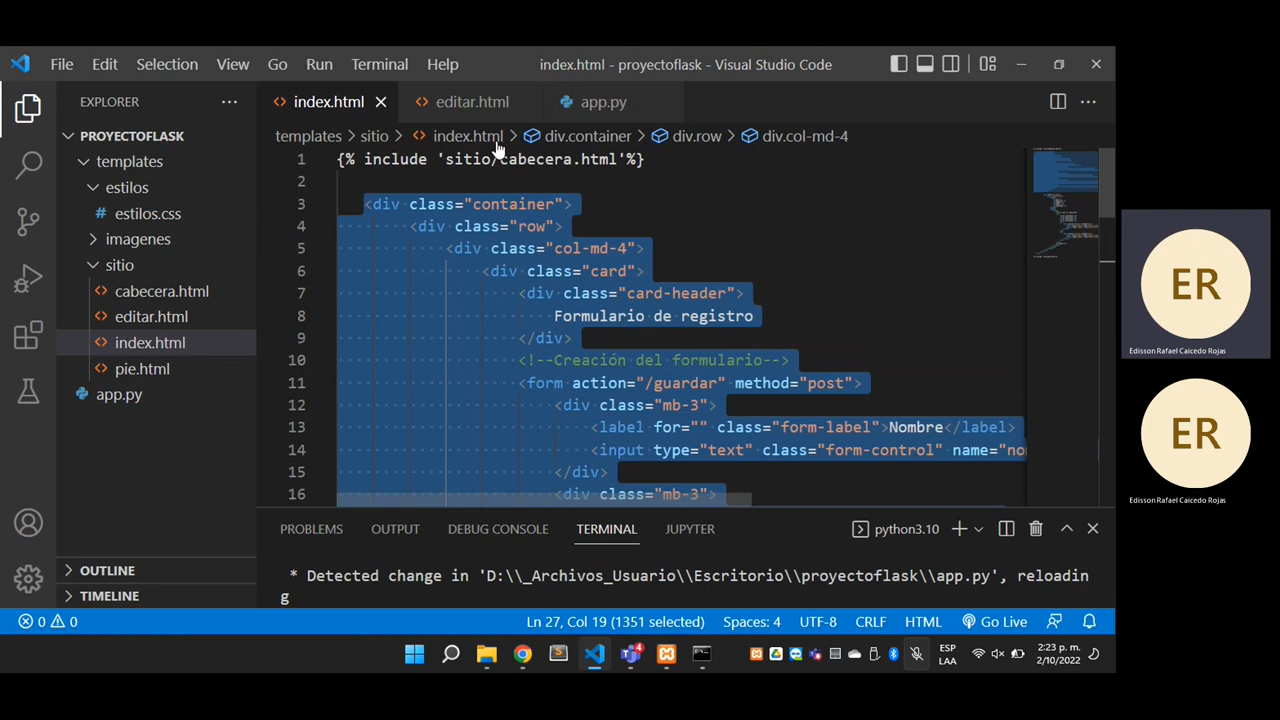 File Edit Selection View Go Run Terminal Help index.html - proyectoflask - Visual Studio Code
EXPLORER
PROYECTOFLASK
templates
estilos
# estilos.css
imagenes
sitio
cabecera.html
editar.html
index.html
pie.html
app.py
OUTLINE
TIMELINE
index.html editar.html app.py
templates > sitio > index.html > div.container > div.row > div.col-md-4
1 {% include 'sitio/cabecera.html'%}
2
3 <div class="container">
4 <div class="row">
5 <div class="col-md-4">
6 <div class="card">
7 <div class="card-header">
8 Formulario de registro
9 </div>
10 <!--Creación del formulario-->
11 <form action="/guardar" method="post">
12 <div class="mb-3">
13 <label for="" class="form-label">Nombre</label>
14 <input type="text" class="form-control" name="no
15 </div>
16 <div class="mb-3">
PROBLEMS OUTPUT DEBUG CONSOLE TERMINAL JUPYTER python3.10
* Detected change in 'D:\\_Archivos_Usuario\\Escritorio\\proyectoflask\\app.py', reloadin
g
0 0 Ln 27, Col 19 (1351 selected) Spaces: 4 UTF-8 CRLF HTML Go Live
4 ESP
LAA
2:23 p. m.
2/10/2022
ER
Edisson Rafael Caicedo Rojas
ER
Edisson Rafael Caicedo Rojas